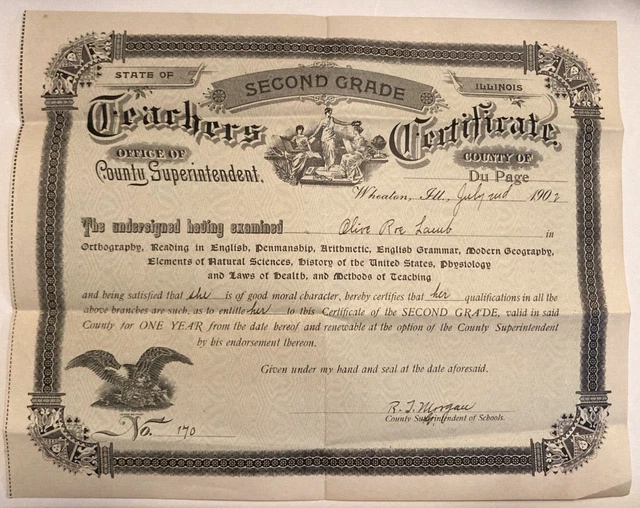 STATE OF
SECOND GRADE
ILLINOIS
Teachers Certificate.
OFFICE OF
County Superintendent.
COUNTY OF
Du Page
Wheaton, Ill., July 2nd 1902
The undersigned having examined Olive Roe Lamb in
Orthography, Reading in English, Penmanship, Arithmetic, English Grammar, Modern Geography,
Elements of Natural Sciences, History of the United States, Physiology
and Laws of Health, and Methods of Teaching
and being satisfied that she is of good moral character, hereby certifies that her qualifications in all the
above branches are such, as to entitle her to this Certificate of the SECOND GRADE, valid in said
County for ONE YEAR from the date hereof and renewable at the option of the County Superintendent
by his endorsement thereon.
Given under my hand and seal at the date aforesaid.
R. T. Morgan
County Superintendent of Schools.
No. 170